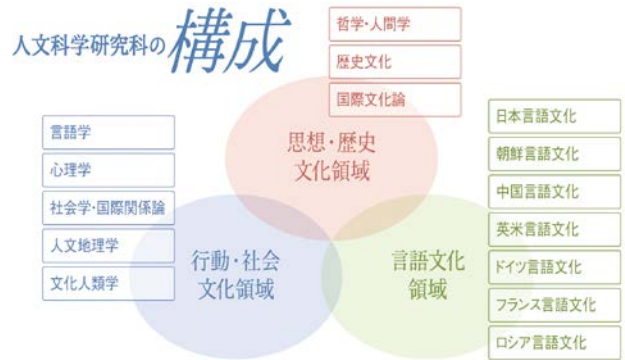 人文科学研究科の構成
哲学・人間学
歴史文化
国際文化論
思想・歴史
文化領域
言語学
心理学
社会学・国際関係論
人文地理学
文化人類学
行動・社会
文化領域
日本言語文化
朝鮮言語文化
中国言語文化
英米言語文化
ドイツ言語文化
フランス言語文化
ロシア言語文化
言語文化
領域